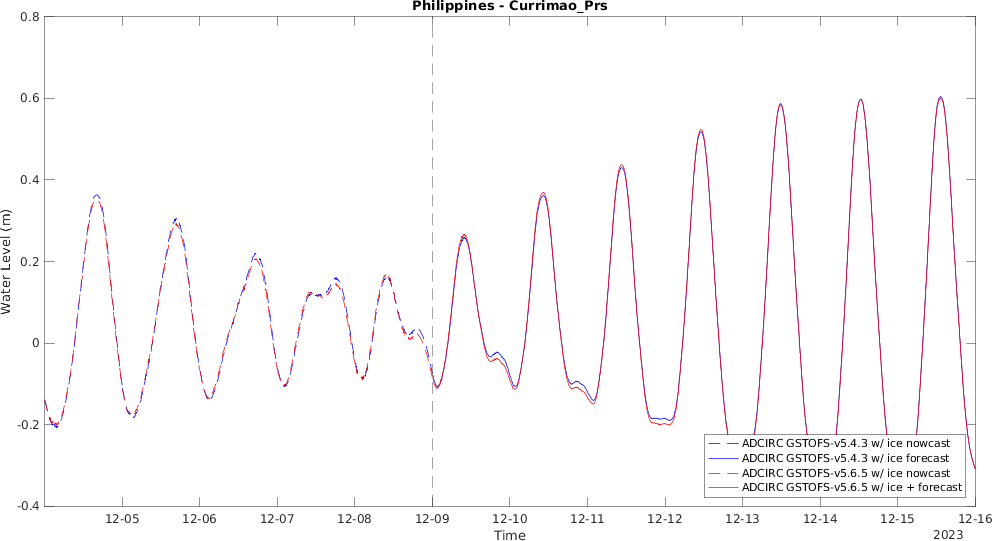 Philippines - Currimao_Prs
0.8
0.6
0.4
0.2
0
-0.2
-0.4
Water Level (m)
ADCIRC GSTOFS-v5.4.3 w/ ice nowcast
ADCIRC GSTOFS-v5.4.3 w/ ice forecast
ADCIRC GSTOFS-v5.6.5 w/ ice nowcast
ADCIRC GSTOFS-v5.6.5 w/ ice + forecast
12-05 12-06 12-07 12-08 12-09 12-10 12-11 12-12 12-13 12-14 12-15 12-16
Time
2023